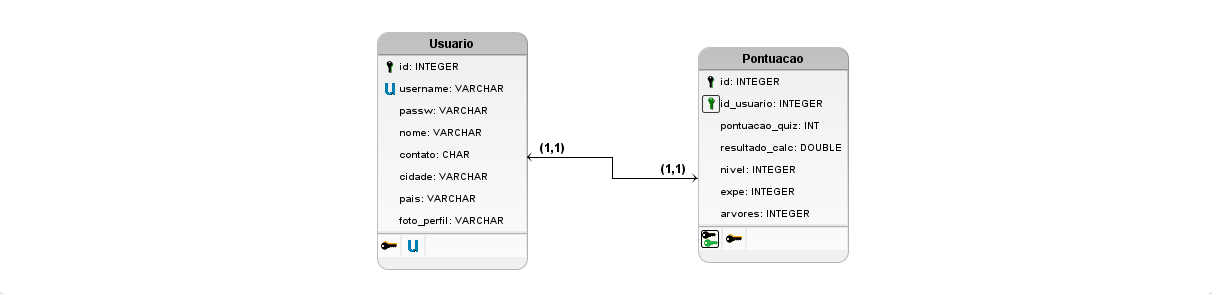 Usuario
id: INTEGER
username: VARCHAR
passw: VARCHAR
nome: VARCHAR
contato: CHAR
cidade: VARCHAR
pais: VARCHAR
foto_perfil: VARCHAR
(1,1)
(1,1)
Pontuacao
id: INTEGER
id_usuario: INTEGER
pontuacao_quiz: INT
resultado_calc: DOUBLE
nivel: INTEGER
expe: INTEGER
arvores: INTEGER